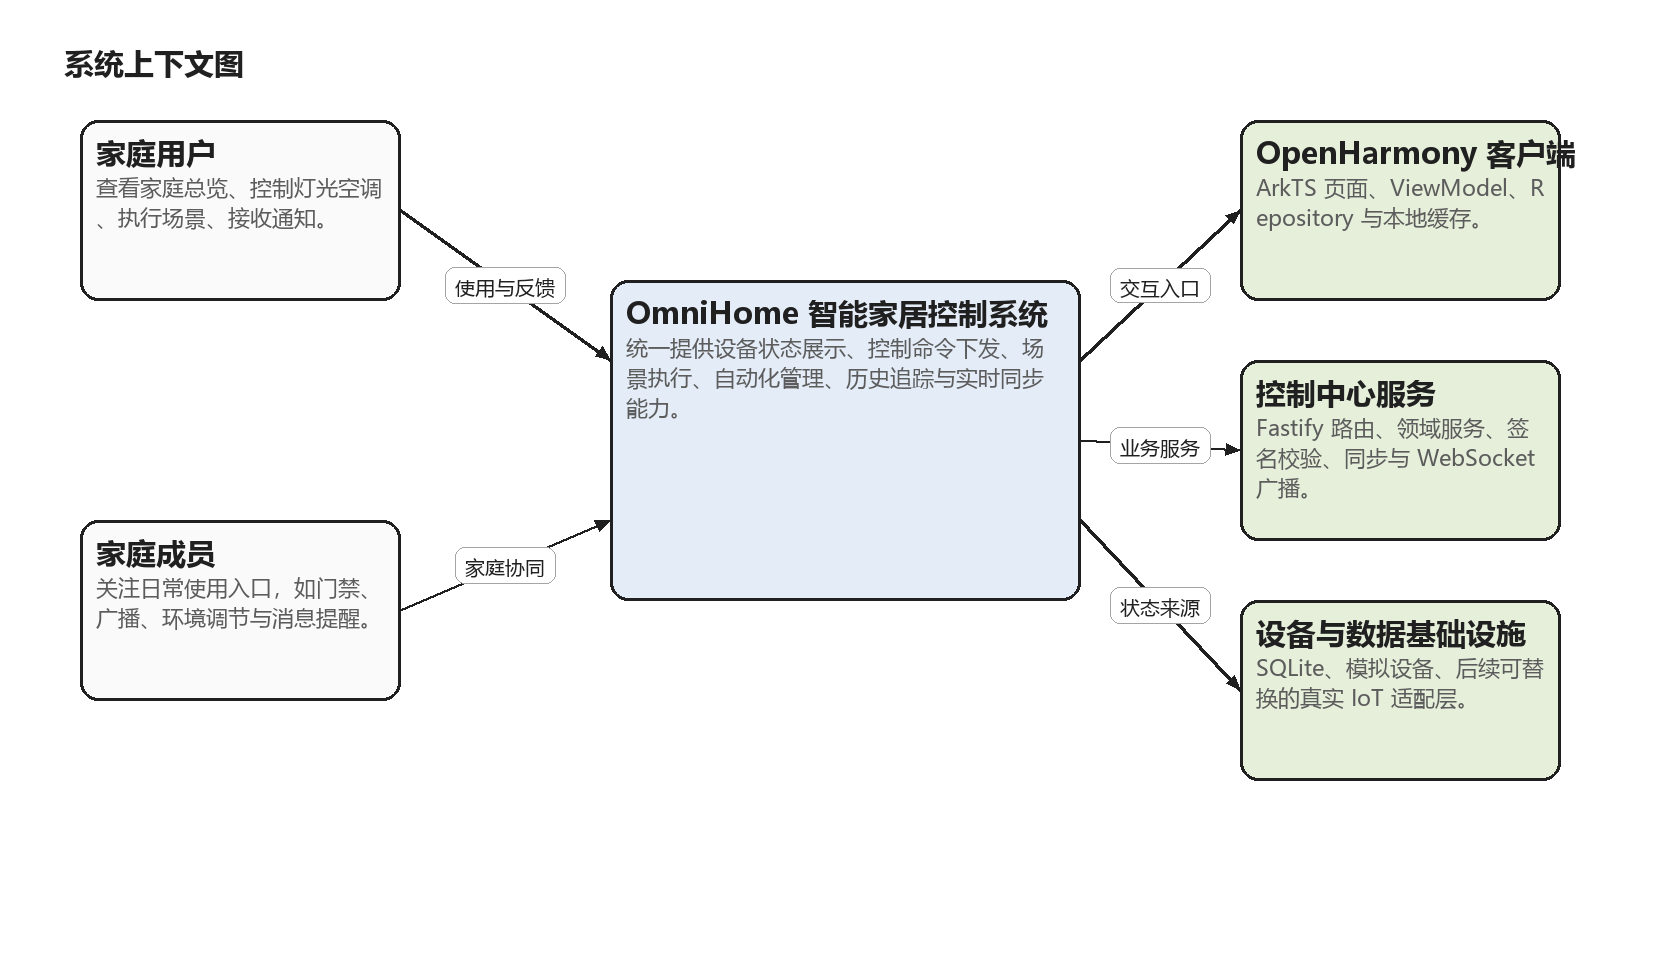 系统上下文图
家庭用户
查看家庭总览、控制灯光空调
、执行场景、接收通知。
使用与反馈
家庭成员
关注日常使用入口，如门禁、
广播、环境调节与消息提醒。
家庭协同
OmniHome 智能家居控制系统
统一提供设备状态展示、控制命令下发、场
景执行、自动化管理、历史追踪与实时同步
能力。
交互入口
业务服务
状态来源
OpenHarmony 客户端
ArkTS 页面、ViewModel、R
epository 与本地缓存。
控制中心服务
Fastify 路由、领域服务、签
名校验、同步与 WebSocket
广播。
设备与数据基础设施
SQLite、模拟设备、后续可替
换的真实 IoT 适配层。